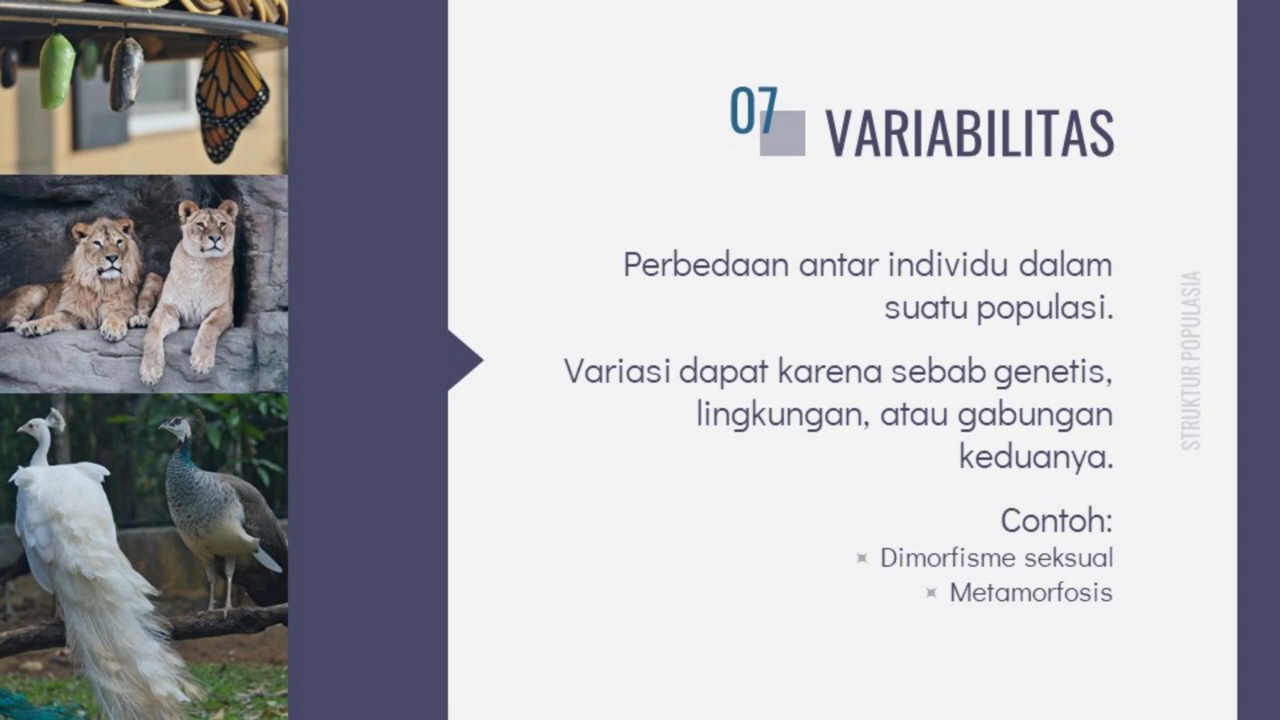 07
VARIABILITAS
Perbedaan antar individu dalam
suatu populasi.
Variasi dapat karena sebab genetis,
lingkungan, atau gabungan
keduanya.
Contoh:
Dimorfisme seksual
Metamorfosis
STRUKTUR POPULASIA